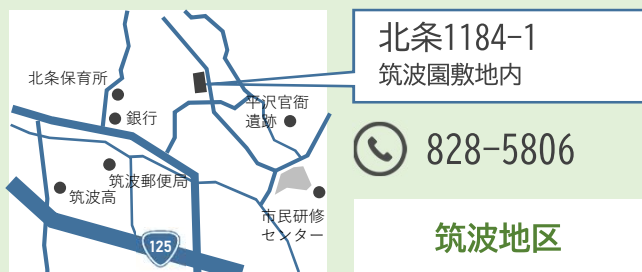 北条保育所
銀行
平沢官衙
遺跡
筑波郵便局
筑波高
市民研修
センター
125
北条1184-1
筑波園敷地内
828-5806
筑波地区